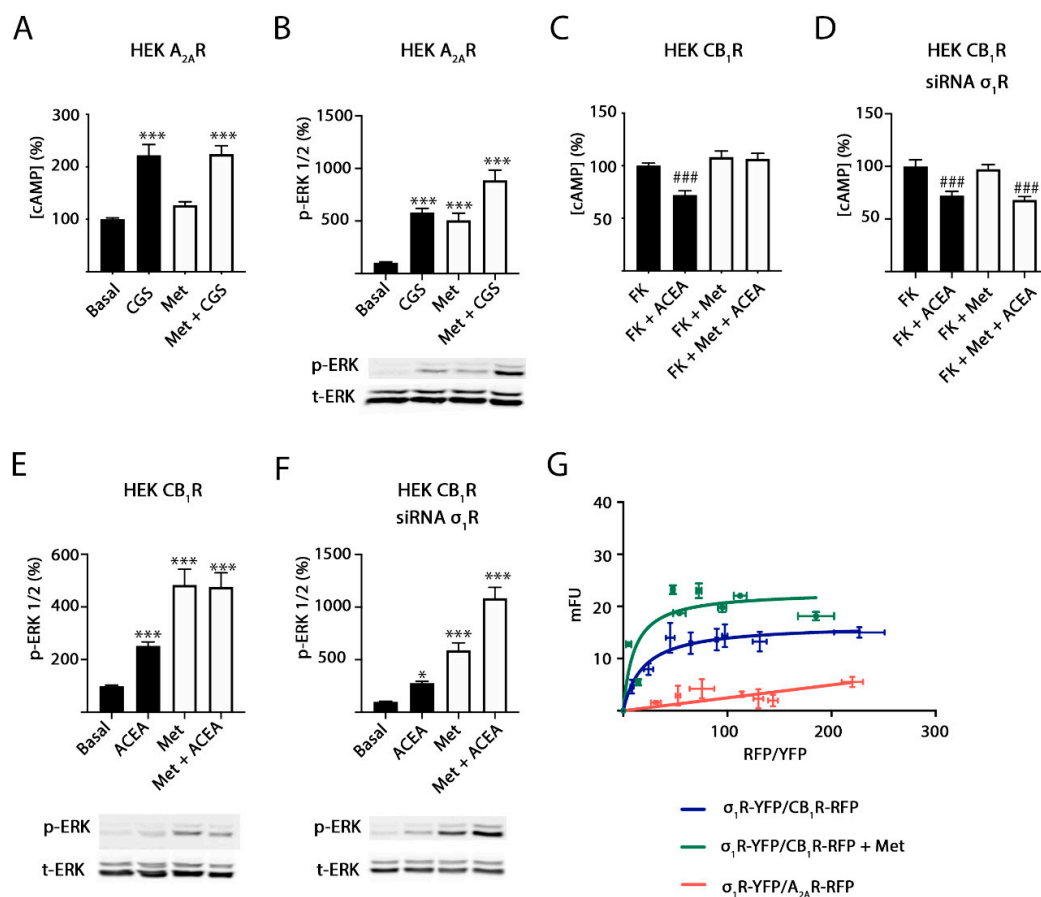 A
HEK A₂ₐR
[cAMP] (%)
300
200
100
***
***
Basal
CGS
Met
Met + CGS
B
HEK A₂ₐR
p-ERK 1/2 (%)
1500
1000
500
0
***
***
***
Basal
CGS
Met
Met + CGS
p-ERK
t-ERK
C
HEK CB₁R
[cAMP] (%)
150
100
50
###
FK
FK + ACEA
FK + Met
FK + Met + ACEA
D
HEK CB₁R
siRNA σ₁R
[cAMP] (%)
150
100
50
###
###
FK
FK + ACEA
FK + Met
FK + Met + ACEA
E
HEK CB₁R
p-ERK 1/2 (%)
600
400
200
0
***
***
***
Basal
ACEA
Met
Met + ACEA
p-ERK
t-ERK
F
HEK CB₁R
siRNA σ₁R
p-ERK 1/2 (%)
1500
1000
500
0
*
***
***
Basal
ACEA
Met
Met + ACEA
p-ERK
t-ERK
G
mFU
40
30
20
10
0
100
200
300
RFP/YFP
σ₁R-YFP/CB₁R-RFP
σ₁R-YFP/CB₁R-RFP + Met
σ₁R-YFP/A₂ₐR-RFP